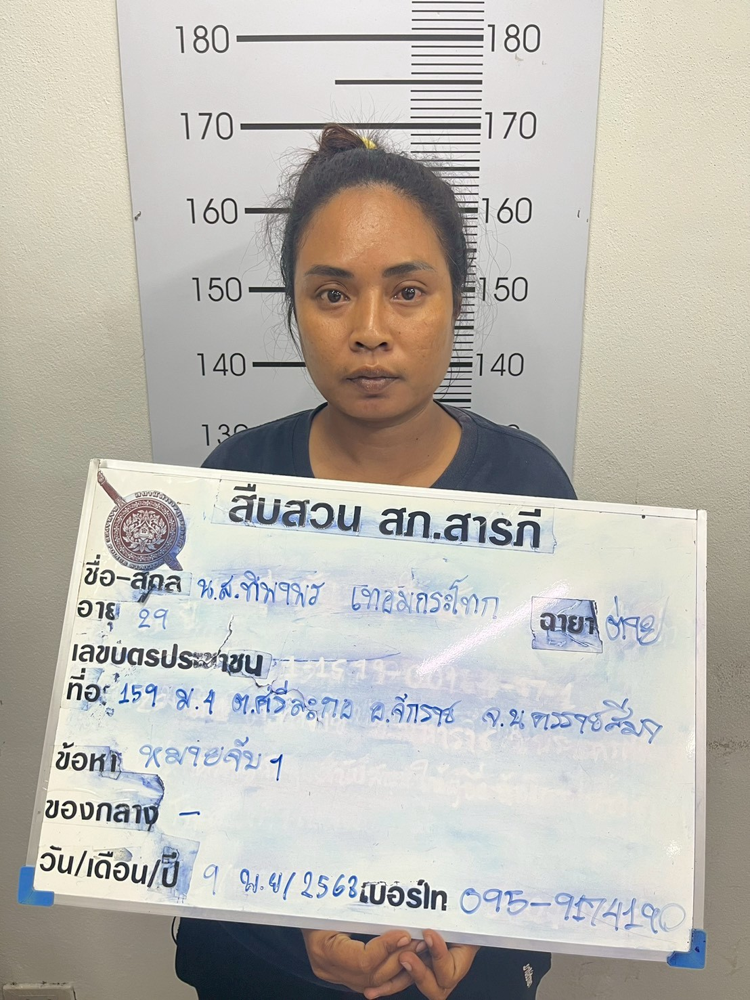 180 180
170 170
160 160
150 150
140 140
สืบสวน สภ.สารภี
ชื่อ-สกุล น.ส.ทิพาพร เทอมกระโทก
ฉายา ต่าย
อายุ 29
เลขบัตรประชาชน
ที่อ 159 ม.4 ต.ศรีละกอ อ.จักราช จ.นครราชสีมา
ข้อหา หมายจับ ๆ
ของกลาง -
วัน/เดือน/ปี 9 พ.ย/2568 เบอร์โท 095-9174190